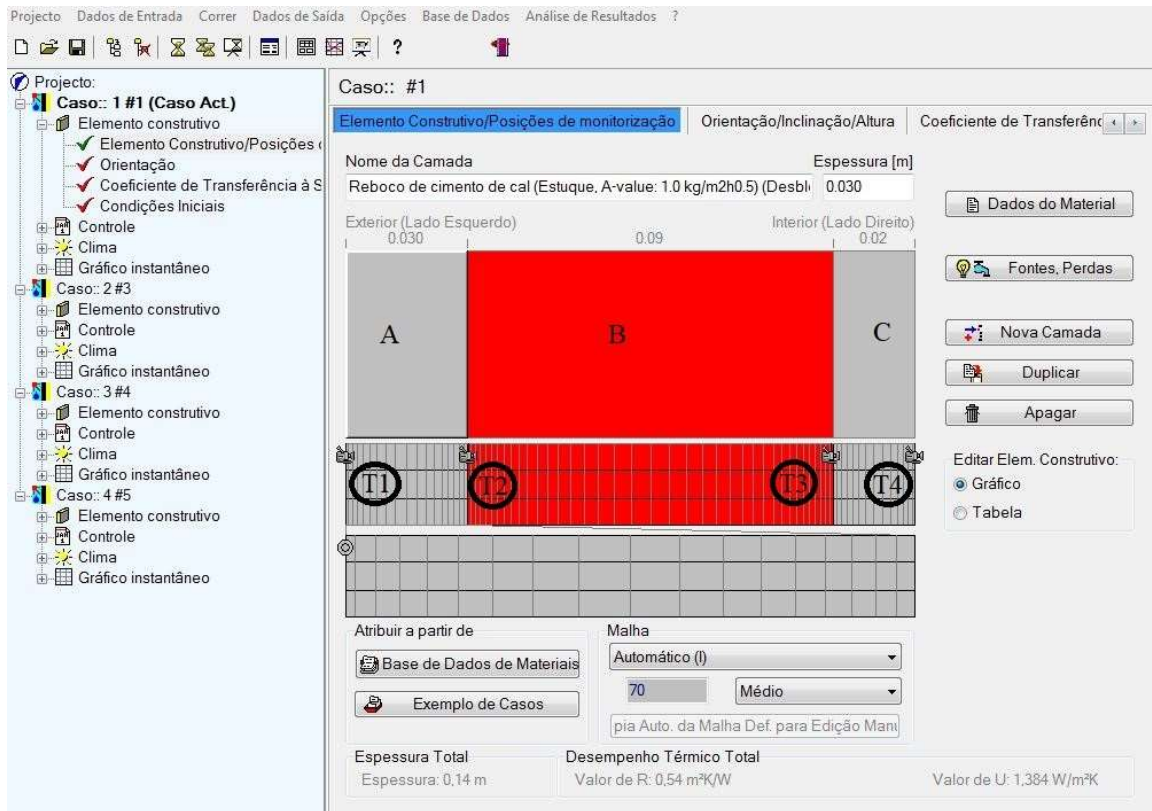 Projecto Dados de Entrada Correr Dados de Saída Opções Base de Dados Análise de Resultados ?
?
Projecto:
Caso:: 1 #1 (Caso Act.)
Elemento construtivo
Elemento Construtivo/Posições
Orientação
Coeficiente de Transferência à S
Condições Iniciais
Controle
Clima
Gráfico instantâneo
Caso:: 2 #3
Elemento construtivo
Controle
Clima
Gráfico instantâneo
Caso:: 3 #4
Elemento construtivo
Controle
Clima
Gráfico instantâneo
Caso:: 4 #5
Elemento construtivo
Controle
Clima
Gráfico instantâneo
Caso:: #1
Elemento Construtivo/Posições de monitorização Orientação/Inclinação/Altura Coeficiente de Transferênc
Nome da Camada Espessura [m]
Reboco de cimento de cal (Estuque, A-value: 1.0 kg/m2h0.5) (Desbl 0.030
Exterior (Lado Esquerdo) Interior (Lado Direito)
0.030 0.09 0.02
A B C
T1 T2 T3 T4
Dados do Material
Fontes, Perdas
Nova Camada
Duplicar
Apagar
Editar Elem. Construtivo:
Gráfico
Tabela
Atribuir a partir de
Base de Dados de Materiais
Exemplo de Casos
Malha
Automático (I)
70 Médio
pia Auto. da Malha Def. para Edição Manu
Espessura Total
Espessura: 0,14 m
Desempenho Térmico Total
Valor de R: 0,54 m²K/W Valor de U: 1,384 W/m²K